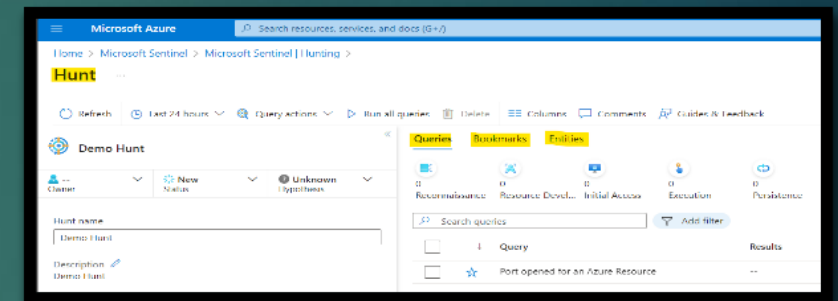 Microsoft Azure
Search resources, services, and docs (G+/)
Home > Microsoft Sentinel > Microsoft Sentinel | Hunting >
Hunt ...
Refresh Last 24 hours Query actions Run all queries Delete Columns Comments Guides & Feedback
Demo Hunt
--
Owner
New
Status
Unknown
Hypothesis
Hunt name
Demo Hunt
Description
Demo Hunt
Queries Bookmarks Entities
0 0 0 0 0
Reconnaissance Resource Devel... Initial Access Execution Persistence
Search queries Add filter
Query Results
Port opened for an Azure Resource --